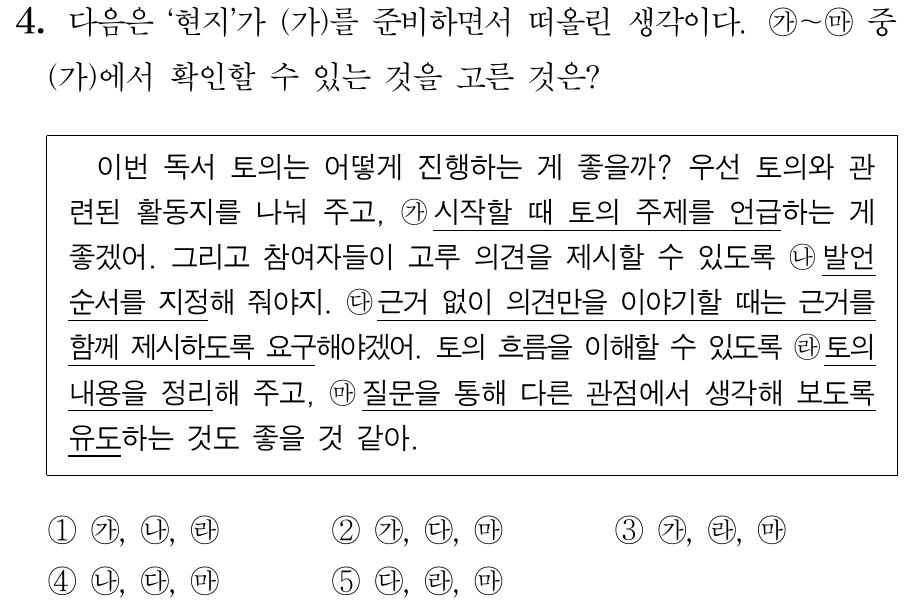 4. 다음은 ‘현지’가 (가)를 준비하면서 떠올린 생각이다. ㉮~㉲ 중
(가)에서 확인할 수 있는 것을 고른 것은?
이번 독서 토의는 어떻게 진행하는 게 좋을까? 우선 토의와 관
련된 활동지를 나눠 주고, ㉮시작할 때 토의 주제를 언급하는 게
좋겠어. 그리고 참여자들이 고루 의견을 제시할 수 있도록 ㉯발언
순서를 지정해 줘야지. ㉰근거 없이 의견만을 이야기할 때는 근거를
함께 제시하도록 요구해야겠어. 토의 흐름을 이해할 수 있도록 ㉱토의
내용을 정리해 주고, ㉲질문을 통해 다른 관점에서 생각해 보도록
유도하는 것도 좋을 것 같아.
① ㉮, ㉯, ㉱ ② ㉮, ㉰, ㉲ ③ ㉮, ㉱, ㉲
④ ㉯, ㉰, ㉲ ⑤ ㉰, ㉱, ㉲